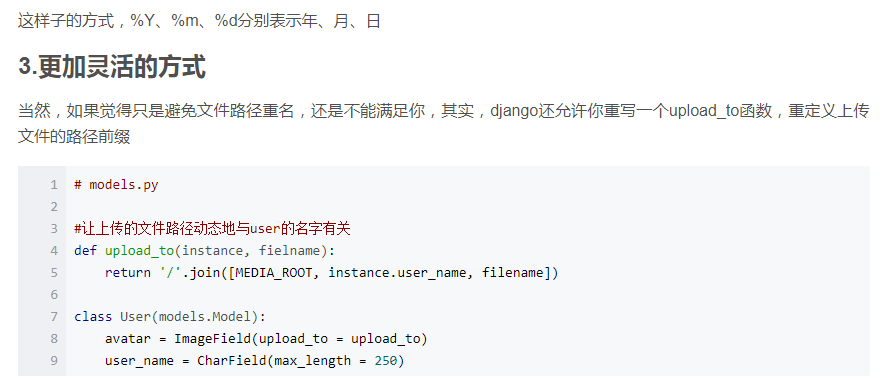 这样子的方式，%Y、%m、%d分别表示年、月、日
3.更加灵活的方式
当然，如果觉得只是避免文件路径重名，还是不能满足你，其实，django还允许你重写一个upload_to函数，重定义上传
文件的路径前缀
1 # models.py
2
3 #让上传的文件路径动态地与user的名字有关
4 def upload_to(instance, fielname):
5     return '/'.join([MEDIA_ROOT, instance.user_name, filename])
6
7 class User(models.Model):
8     avatar = ImageField(upload_to = upload_to)
9     user_name = CharField(max_length = 250)